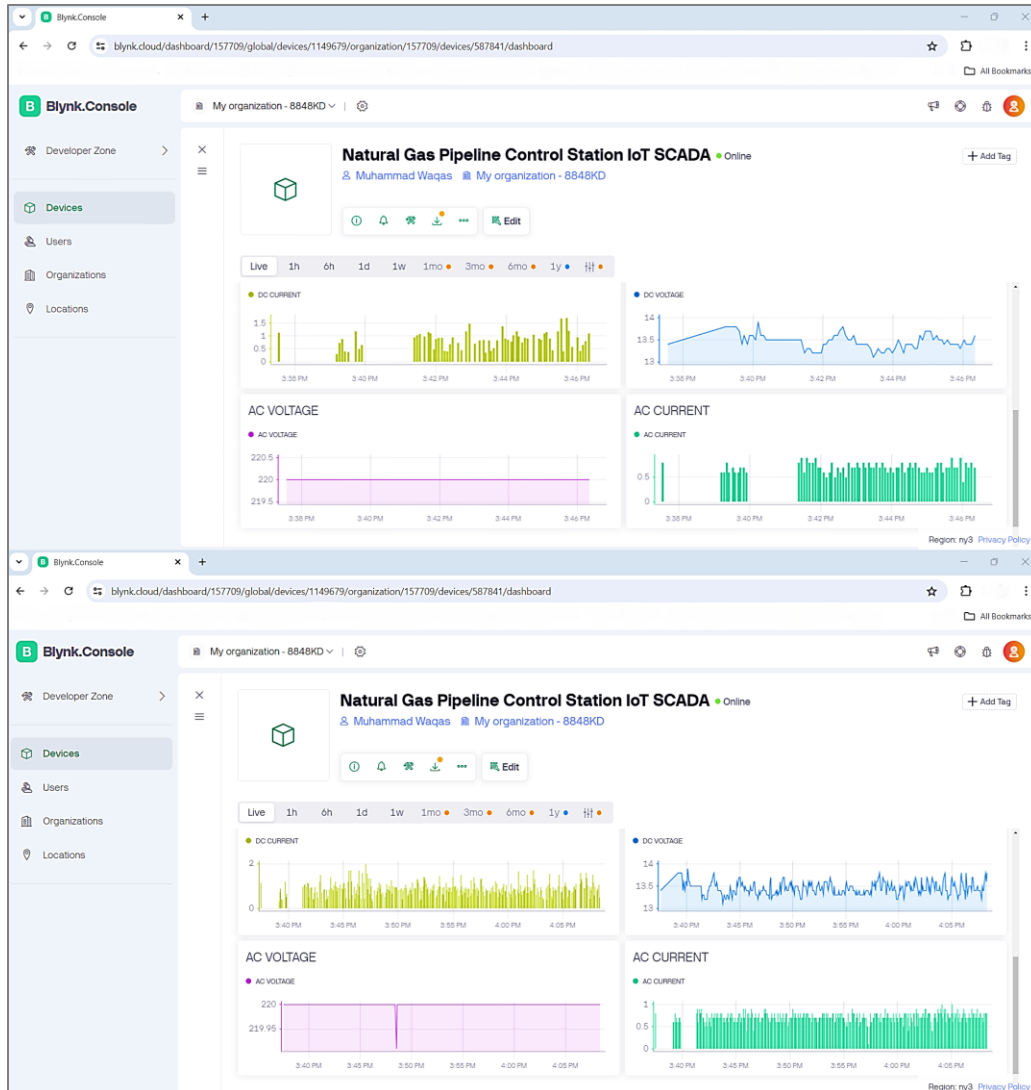 Blynk.Console
blynk.cloud/dashboard/157709/global/devices/1149679/organization/157709/devices/587841/dashboard
All Bookmarks
B Blynk.Console
My organization - 8848KD
Developer Zone
Devices
Users
Organizations
Locations
Natural Gas Pipeline Control Station IoT SCADA Online
Muhammad Waqas My organization - 8848KD
+ Add Tag
Edit
Live 1h 6h 1d 1w 1mo 3mo 6mo 1y
DC CURRENT
1.5
1
0.5
0
3:38 PM 3:40 PM 3:42 PM 3:44 PM 3:46 PM
DC VOLTAGE
14
13.5
13
3:38 PM 3:40 PM 3:42 PM 3:44 PM 3:46 PM
AC VOLTAGE
AC VOLTAGE
220.5
220
219.5
3:38 PM 3:40 PM 3:42 PM 3:44 PM 3:46 PM
AC CURRENT
AC CURRENT
0.5
0
3:38 PM 3:40 PM 3:42 PM 3:44 PM 3:46 PM
Region: ny3 Privacy Policy
Blynk.Console
blynk.cloud/dashboard/157709/global/devices/1149679/organization/157709/devices/587841/dashboard
All Bookmarks
B Blynk.Console
My organization - 8848KD
Developer Zone
Devices
Users
Organizations
Locations
Natural Gas Pipeline Control Station IoT SCADA Online
Muhammad Waqas My organization - 8848KD
+ Add Tag
Edit
Live 1h 6h 1d 1w 1mo 3mo 6mo 1y
DC CURRENT
2
0
3:40 PM 3:45 PM 3:50 PM 3:55 PM 4:00 PM 4:05 PM
DC VOLTAGE
14
13.5
13
3:40 PM 3:45 PM 3:50 PM 3:55 PM 4:00 PM 4:05 PM
AC VOLTAGE
AC VOLTAGE
220
219.95
3:40 PM 3:45 PM 3:50 PM 3:55 PM 4:00 PM 4:05 PM
AC CURRENT
AC CURRENT
1
0.5
0
3:40 PM 3:45 PM 3:50 PM 3:55 PM 4:00 PM 4:05 PM
Region: ny3 Privacy Policy